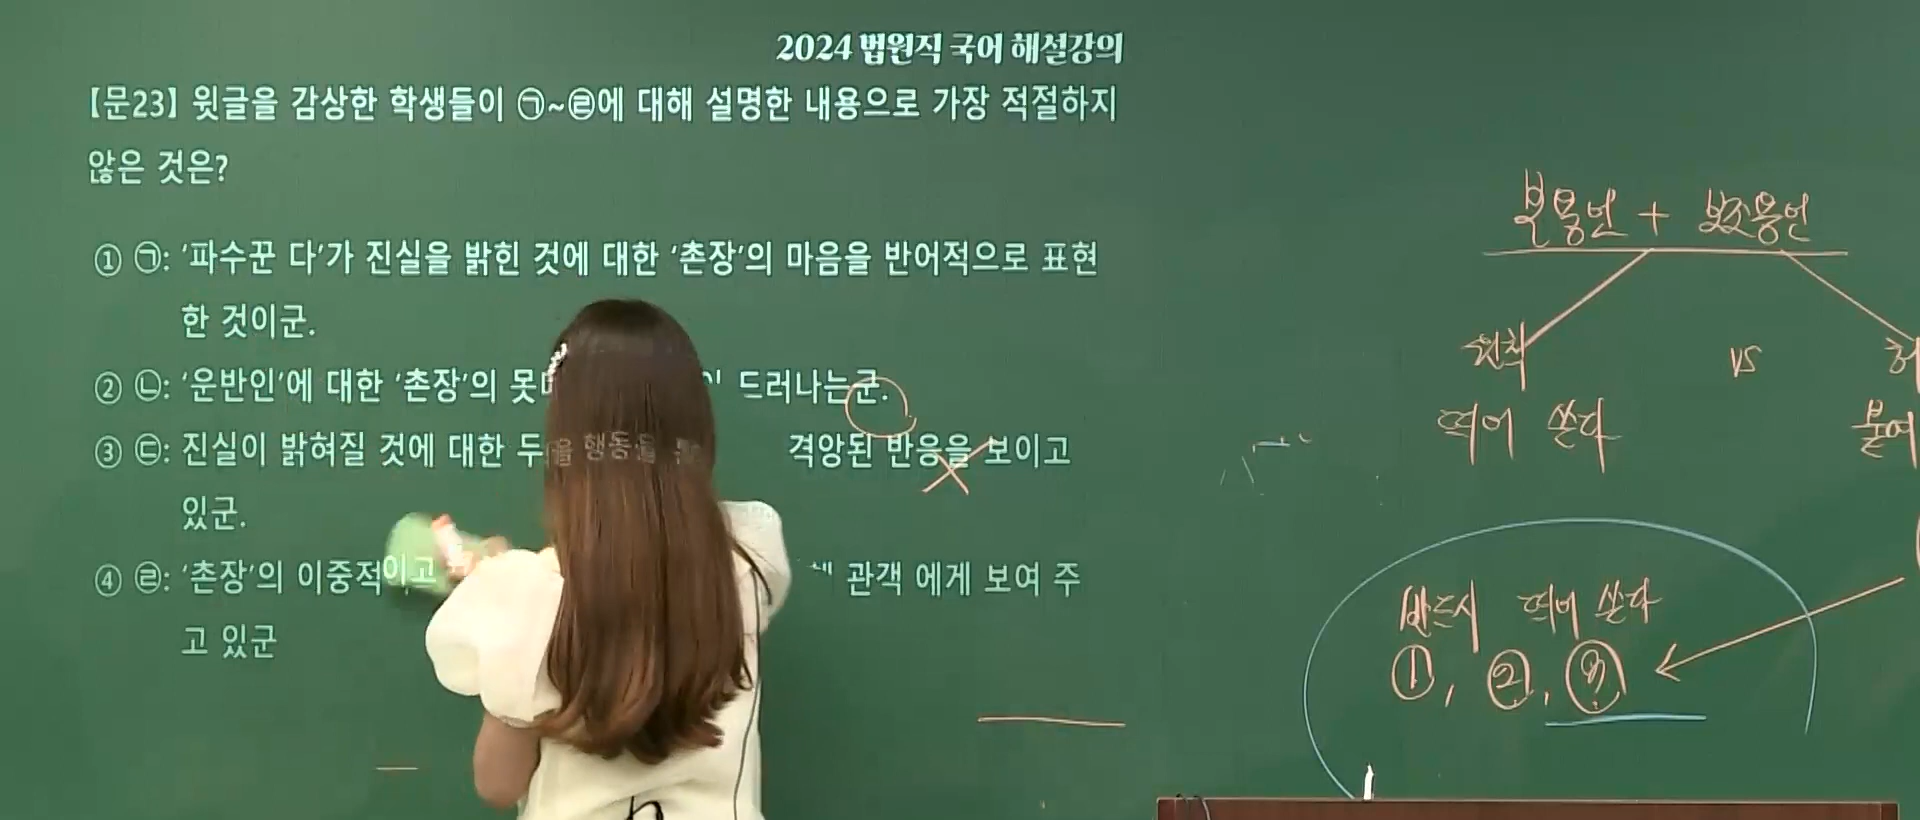 2024 법원직 국어 해설강의
【문23】 윗글을 감상한 학생들이 ㉠~㉣에 대해 설명한 내용으로 가장 적절하지
않은 것은?
① ㉠: ‘파수꾼 다’가 진실을 밝힌 것에 대한 ‘촌장’의 마음을 반어적으로 표현
한 것이군.
② ㉡: ‘운반인’에 대한 ‘촌장’의 드러나는군.
③ ㉢: 진실이 밝혀질 것에 대한 행동을 격앙된 반응을 보이고
있군.
④ ㉣: ‘촌장’의 이중적이고 관객 에게 보여 주
고 있군
본용언 + 보조용언
원칙 vs
띄어 쓴다 붙여
반드시 띄어 쓴다
①, ②, ③